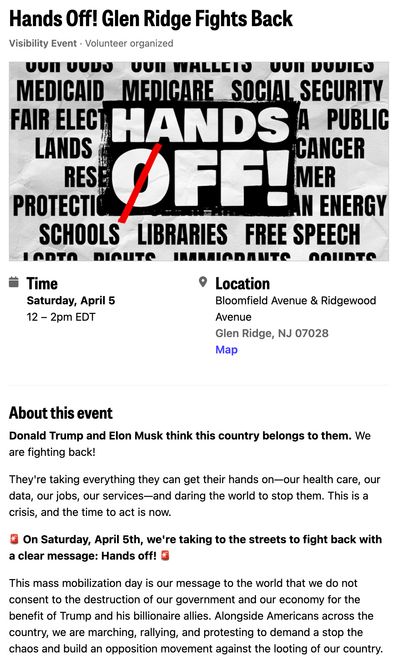 Hands Off! Glen Ridge Fights Back
Visibility Event · Volunteer organized
OUR JOBS OUR WALLETS OUR BODIES
MEDICAID MEDICARE SOCIAL SECURITY
FAIR ELECT HANDS A PUBLIC
LANDS OFF! CANCER
RESE MER
PROTECTIO AN ENERGY
SCHOOLS LIBRARIES FREE SPEECH
LGBTQ RIGHTS IMMIGRANTS COURTS
Time
Saturday, April 5
12 – 2pm EDT
Location
Bloomfield Avenue & Ridgewood
Avenue
Glen Ridge, NJ 07028
Map
About this event
Donald Trump and Elon Musk think this country belongs to them. We
are fighting back!
They're taking everything they can get their hands on—our health care, our
data, our jobs, our services—and daring the world to stop them. This is a
crisis, and the time to act is now.
🚨 On Saturday, April 5th, we're taking to the streets to fight back with
a clear message: Hands off! 🚨
This mass mobilization day is our message to the world that we do not
consent to the destruction of our government and our economy for the
benefit of Trump and his billionaire allies. Alongside Americans across the
country, we are marching, rallying, and protesting to demand a stop the
chaos and build an opposition movement against the looting of our country.